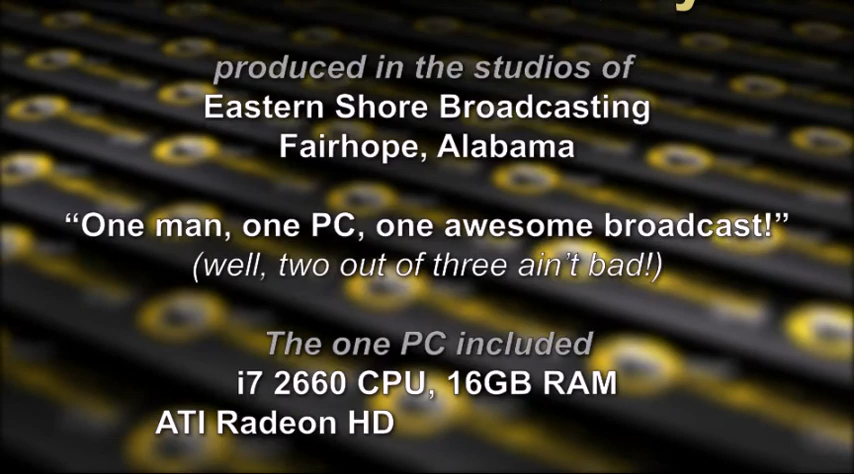 produced in the studios of
Eastern Shore Broadcasting
Fairhope, Alabama
“One man, one PC, one awesome broadcast!”
(well, two out of three ain’t bad!)
The one PC included
i7 2660 CPU, 16GB RAM
ATI Radeon HD